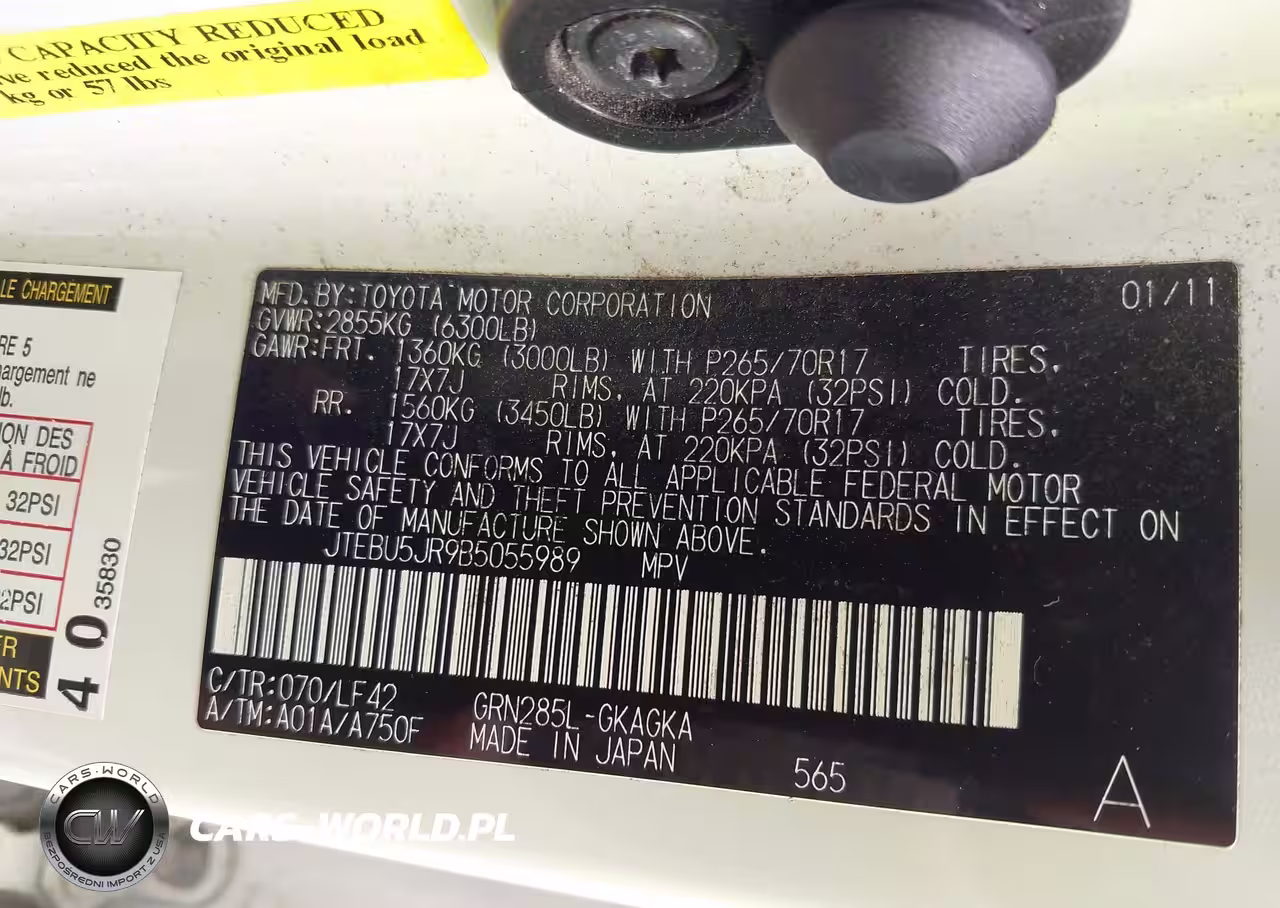 CAPACITY REDUCED
ve reduced the original load
kg or 57 lbs
LE CHARGEMENT
RE 5
argement ne
lb.
ION DES
À FROID
32PSI
32PSI
2PSI
ER
NTS
4 0 35830
MFD. BY: TOYOTA MOTOR CORPORATION 01/11
GVWR: 2855KG (6300LB)
GAWR: FRT. 1360KG (3000LB) WITH P265/70R17 TIRES,
17X7J RIMS, AT 220KPA (32PSI) COLD.
RR. 1560KG (3450LB) WITH P265/70R17 TIRES,
17X7J RIMS, AT 220KPA (32PSI) COLD.
THIS VEHICLE CONFORMS TO ALL APPLICABLE FEDERAL MOTOR
VEHICLE SAFETY AND THEFT PREVENTION STANDARDS IN EFFECT ON
THE DATE OF MANUFACTURE SHOWN ABOVE.
JTEBU5JR9B5055989 MPV
C/TR: 070/LF42
A/TM: A01A/A750F
GRN285L-GKAGKA
MADE IN JAPAN
565
A
CARS-WORLD
CW
BEZPOŚREDNI IMPORT Z USA
CARS-WORLD.PL